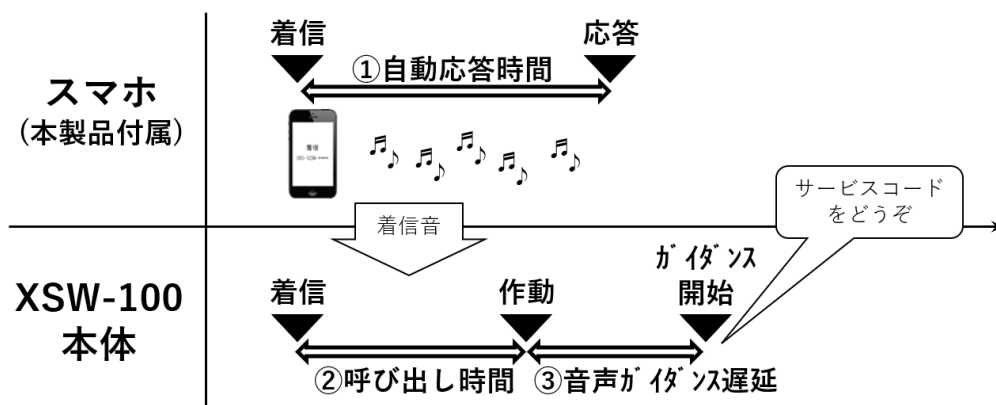 着信
応答
①自動応答時間
スマホ
(本製品付属)
着信
サービスコード
をどうぞ
着信音
ｶﾞｲﾀﾞﾝｽ
XSW-100
本体
着信
作動
開始
②呼び出し時間
③音声ｶﾞｲﾀﾞﾝｽ遅延